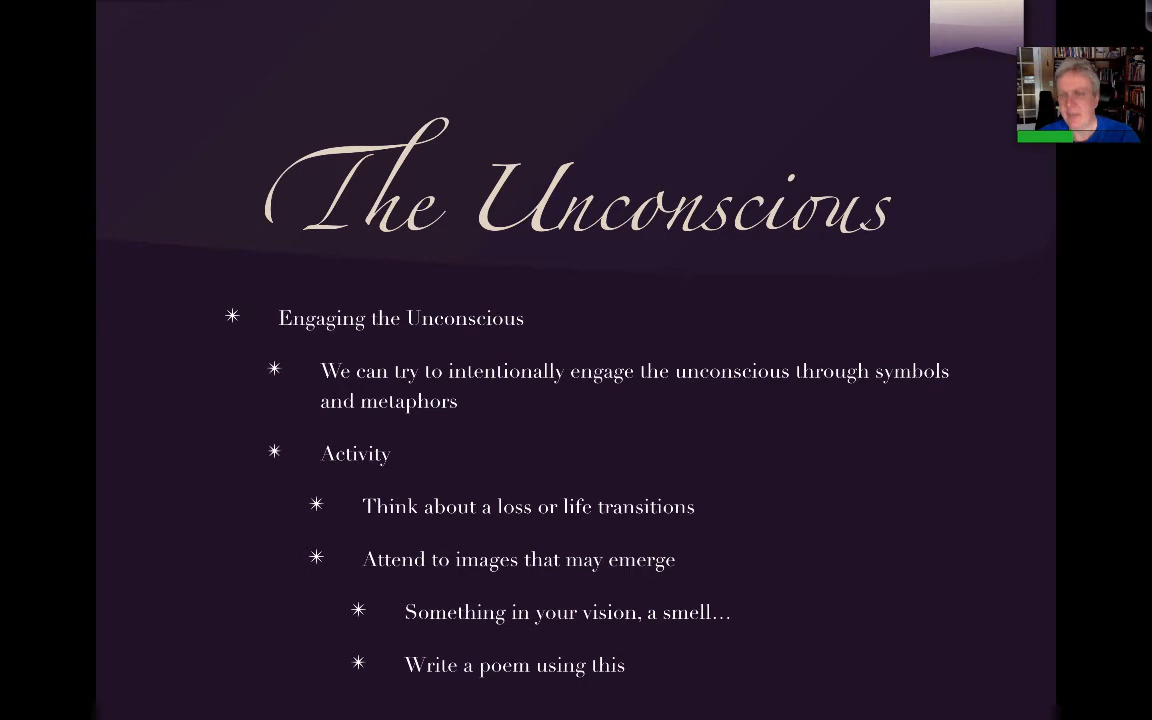 The Unconscious
Engaging the Unconscious
We can try to intentionally engage the unconscious through symbols
and metaphors
Activity
Think about a loss or life transitions
Attend to images that may emerge
Something in your vision, a smell…
Write a poem using this